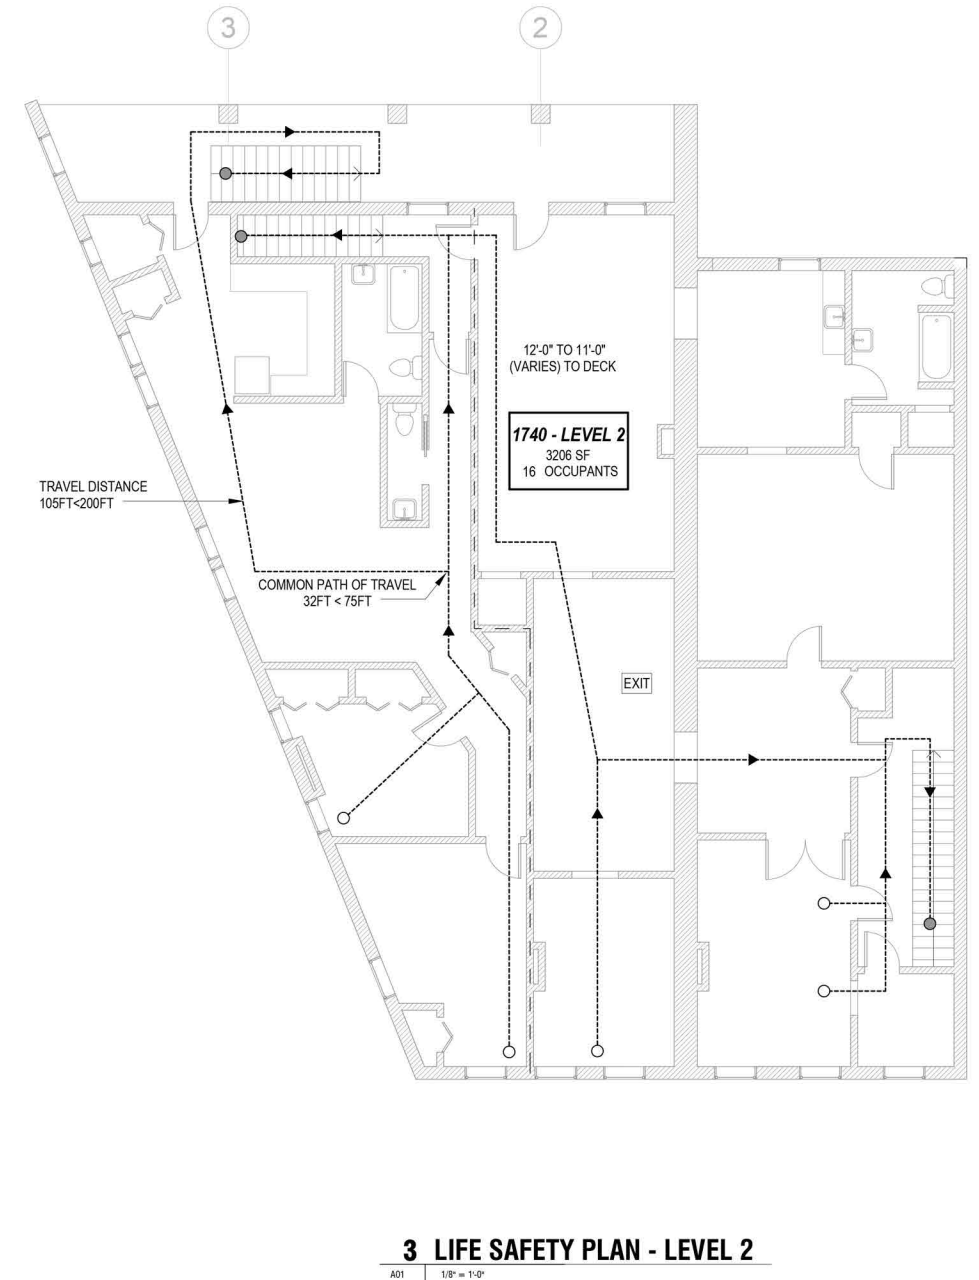 3
2
12'-0" TO 11'-0"
(VARIES) TO DECK
1740 - LEVEL 2
3206 SF
16 OCCUPANTS
TRAVEL DISTANCE
105FT<200FT
COMMON PATH OF TRAVEL
32FT < 75FT
EXIT
3 LIFE SAFETY PLAN - LEVEL 2
A01 1/8" = 1'-0"